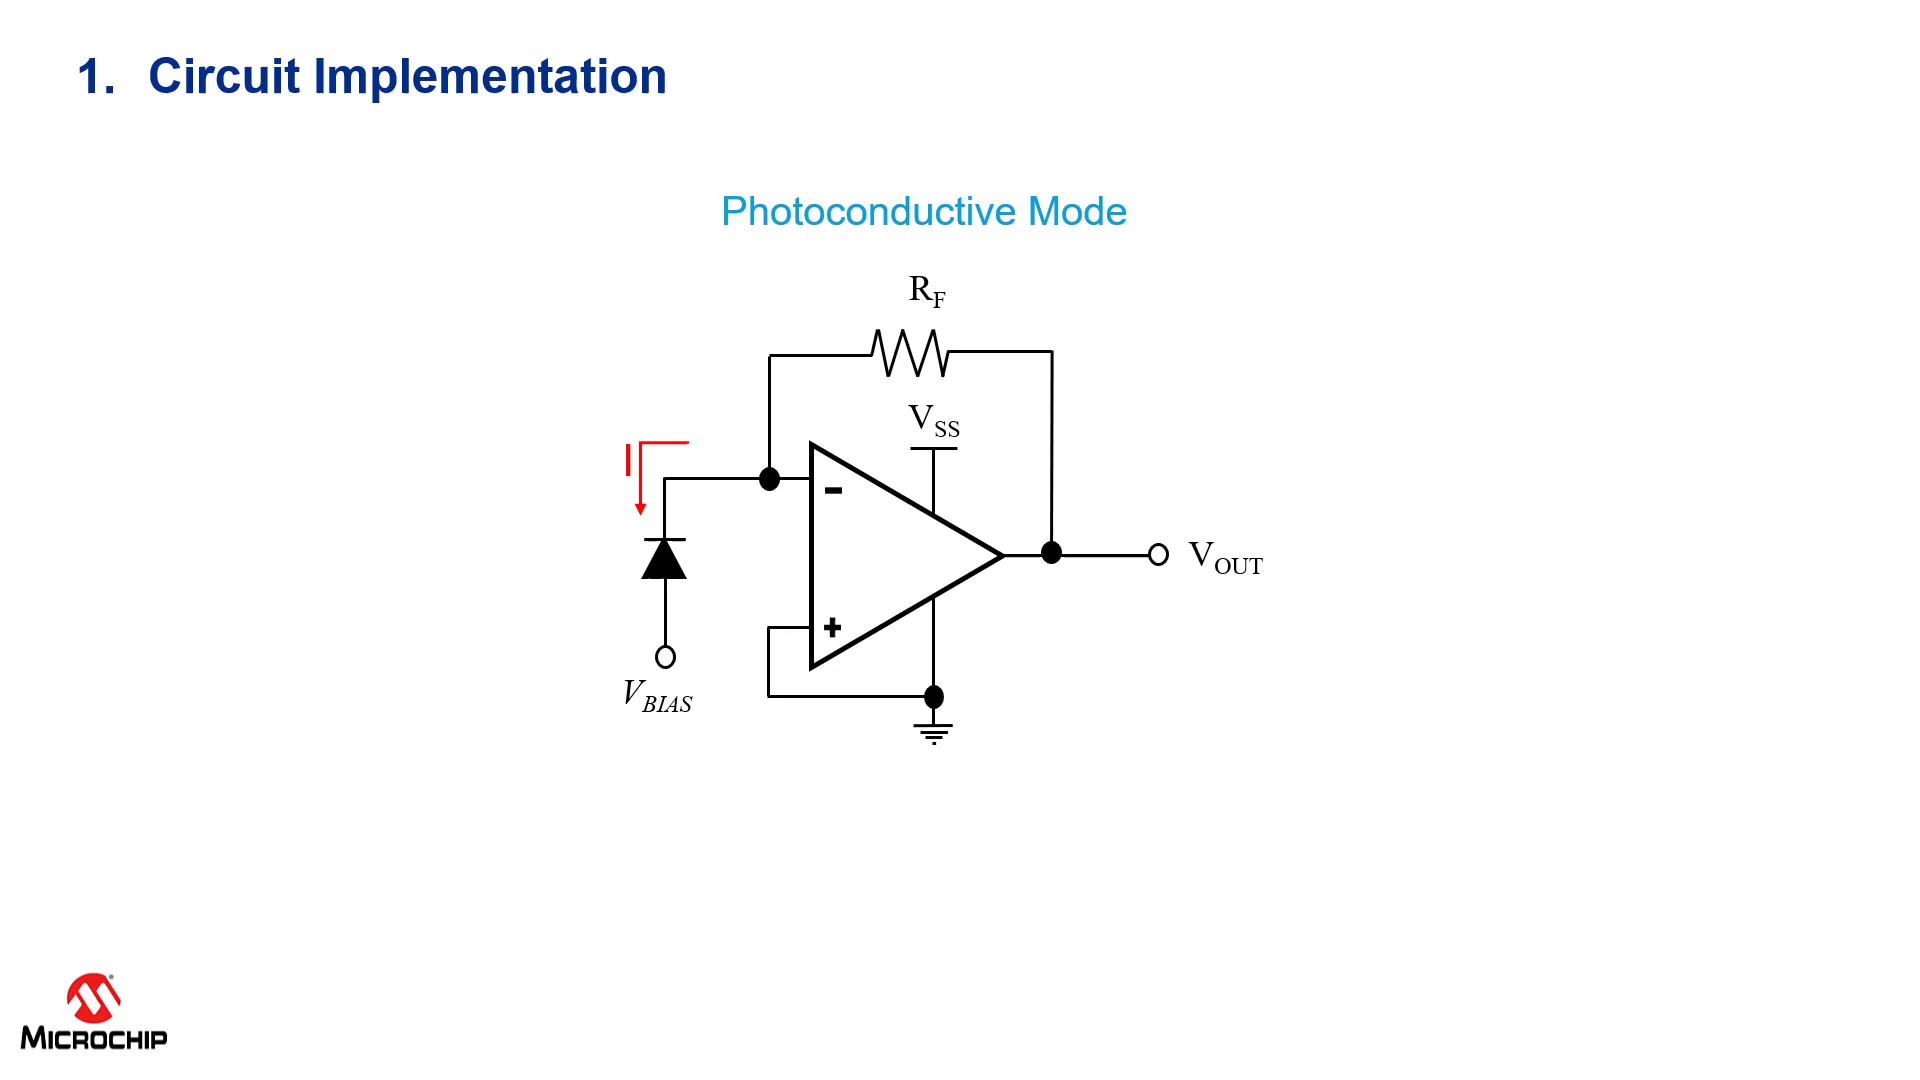 1. Circuit Implementation
Photoconductive Mode
RF
VSS
I
-
+
VOUT
VBIAS
MICROCHIP